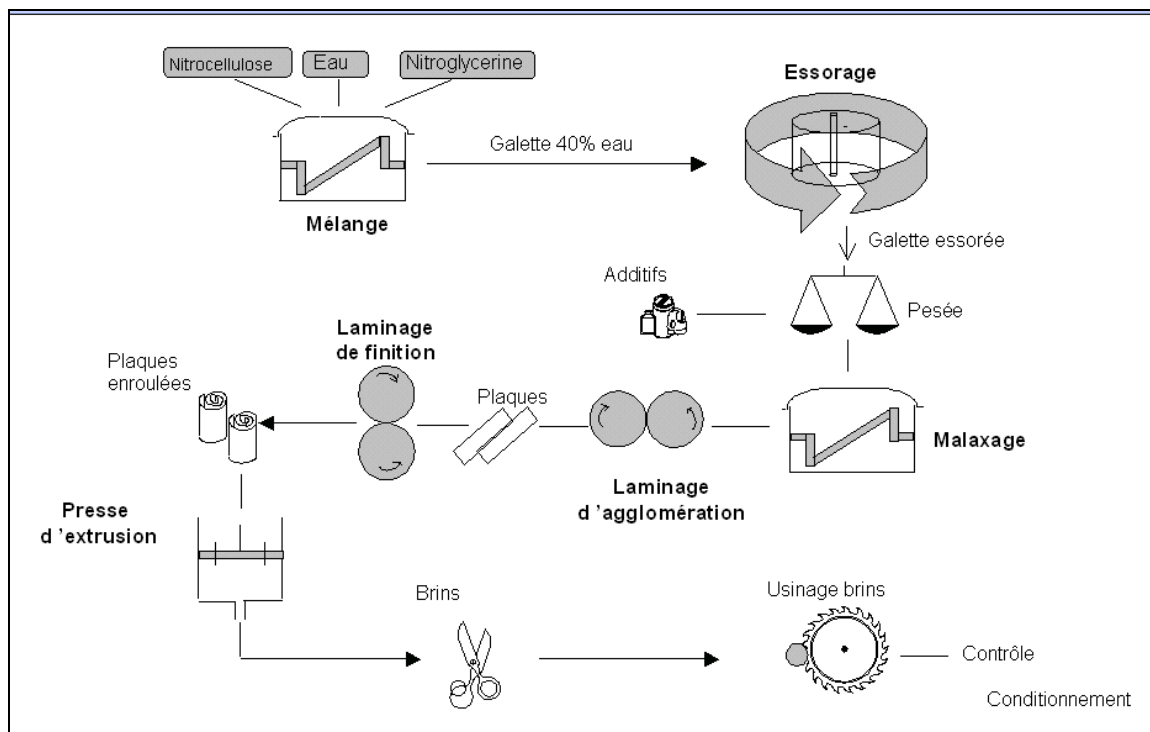 Nitrocellulose
Eau
Nitroglycerine
Essorage
Galette 40% eau
Mélange
Galette essorée
Additifs
Pesée
Laminage
de finition
Plaques
enroulées
Plaques
Malaxage
Laminage
d 'agglomération
Presse
d 'extrusion
Brins
Usinage brins
Contrôle
Conditionnement